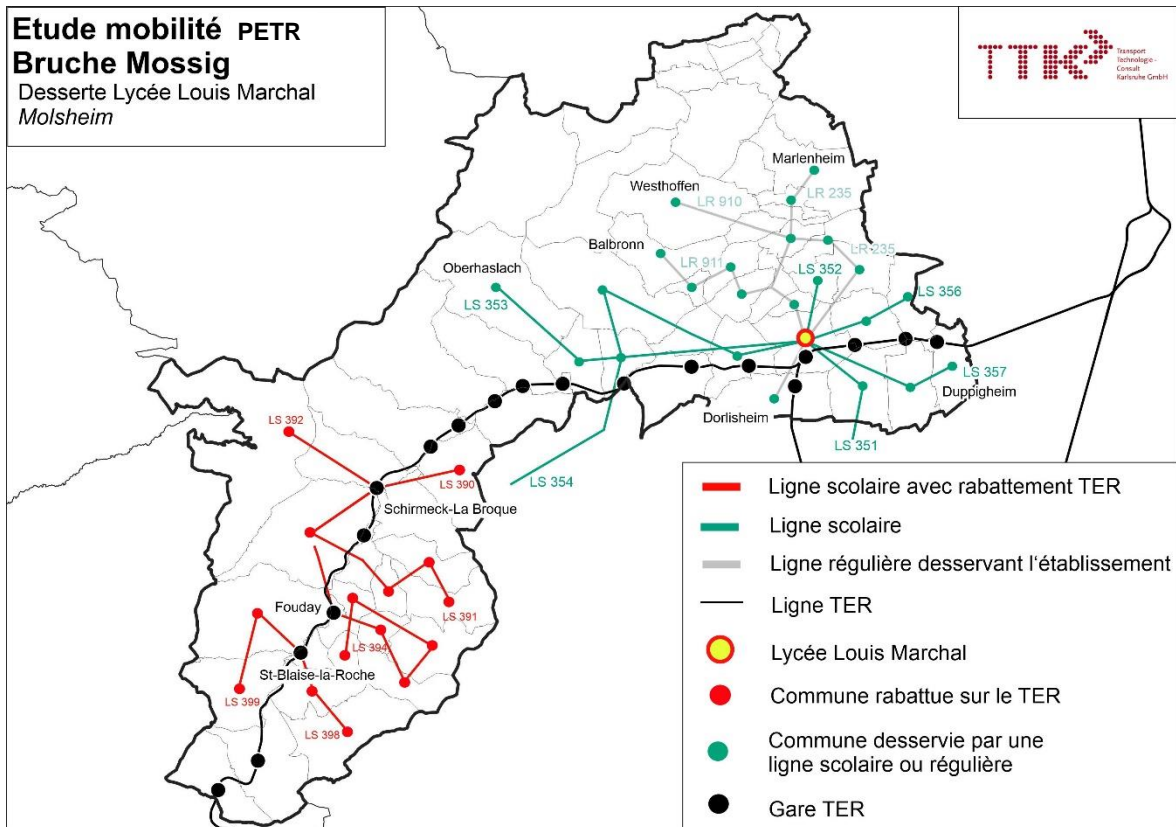 Etude mobilité PETR
Bruche Mossig
Desserte Lycée Louis Marchal
Molsheim
TTK
Transport
Technologie -
Consult
Karlsruhe GmbH
Marlenheim
Westhoffen
LR 910
LR 235
Balbronn
LR 911
LR 235
Oberhaslach
LS 352
LS 353
LS 356
LS 357
Duppigheim
Dorlisheim
LS 351
LS 392
LS 390
LS 354
Schirmeck-La Broque
Fouday
LS 391
LS 394
St-Blaise-la-Roche
LS 399
LS 398
Ligne scolaire avec rabattement TER
Ligne scolaire
Ligne régulière desservant l'établissement
Ligne TER
Lycée Louis Marchal
Commune rabattue sur le TER
Commune desservie par une
ligne scolaire ou régulière
Gare TER